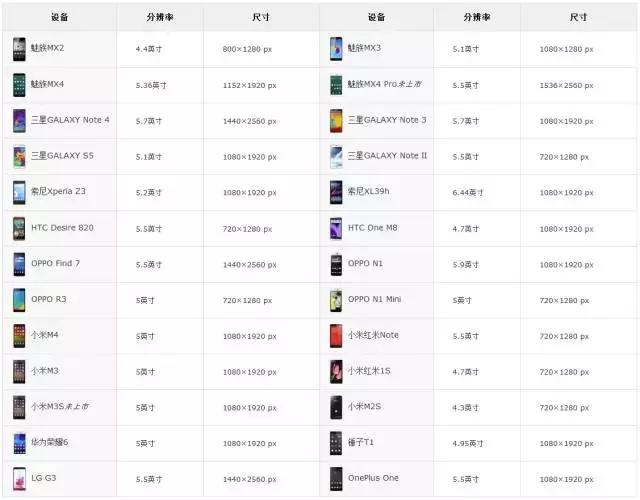 设备 分辨率 尺寸 设备 分辨率 尺寸
魅族MX2 4.4英寸 800×1280 px 魅族MX3 5.1英寸 1080×1280 px
魅族MX4 5.36英寸 1152×1920 px 魅族MX4 Pro未上市 5.5英寸 1536×2560 px
三星GALAXY Note 4 5.7英寸 1440×2560 px 三星GALAXY Note 3 5.7英寸 1080×1920 px
三星GALAXY S5 5.1英寸 1080×1920 px 三星GALAXY Note II 5.5英寸 720×1280 px
索尼Xperia Z3 5.2英寸 1080×1920 px 索尼XL39h 6.44英寸 1080×1920 px
HTC Desire 820 5.5英寸 720×1280 px HTC One M8 4.7英寸 1080×1920 px
OPPO Find 7 5.5英寸 1440×2560 px OPPO N1 5.9英寸 1080×1920 px
OPPO R3 5英寸 720×1280 px OPPO N1 Mini 5英寸 720×1280 px
小米M4 5英寸 1080×1920 px 小米红米Note 5.5英寸 720×1280 px
小米M3 5英寸 1080×1920 px 小米红米1S 4.7英寸 720×1280 px
小米M3S未上市 5英寸 1080×1920 px 小米M2S 4.3英寸 720×1280 px
华为荣耀6 5英寸 1080×1920 px 锤子T1 4.95英寸 1080×1920 px
LG G3 5.5英寸 1440×2560 px OnePlus One 5.5英寸 1080×1920 px